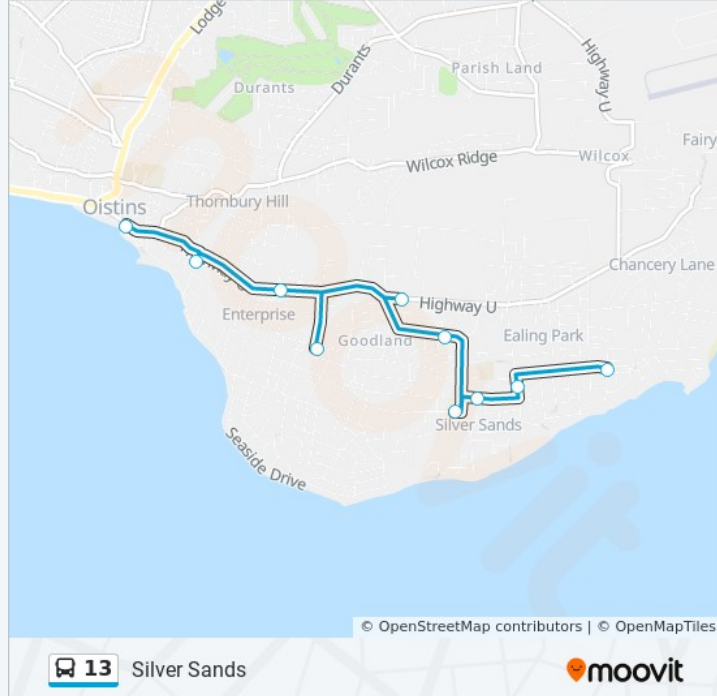 Lodge
Durants
Durants
Parish Land
Highway U
Fairy
Wilcox Ridge
Wilcox
Oistins
Thornbury Hill
Chancery Lane
Enterprise
Highway U
Goodland
Ealing Park
Silver Sands
Seaside Drive
© OpenStreetMap contributors | © OpenMapTiles
13 Silver Sands
moovit